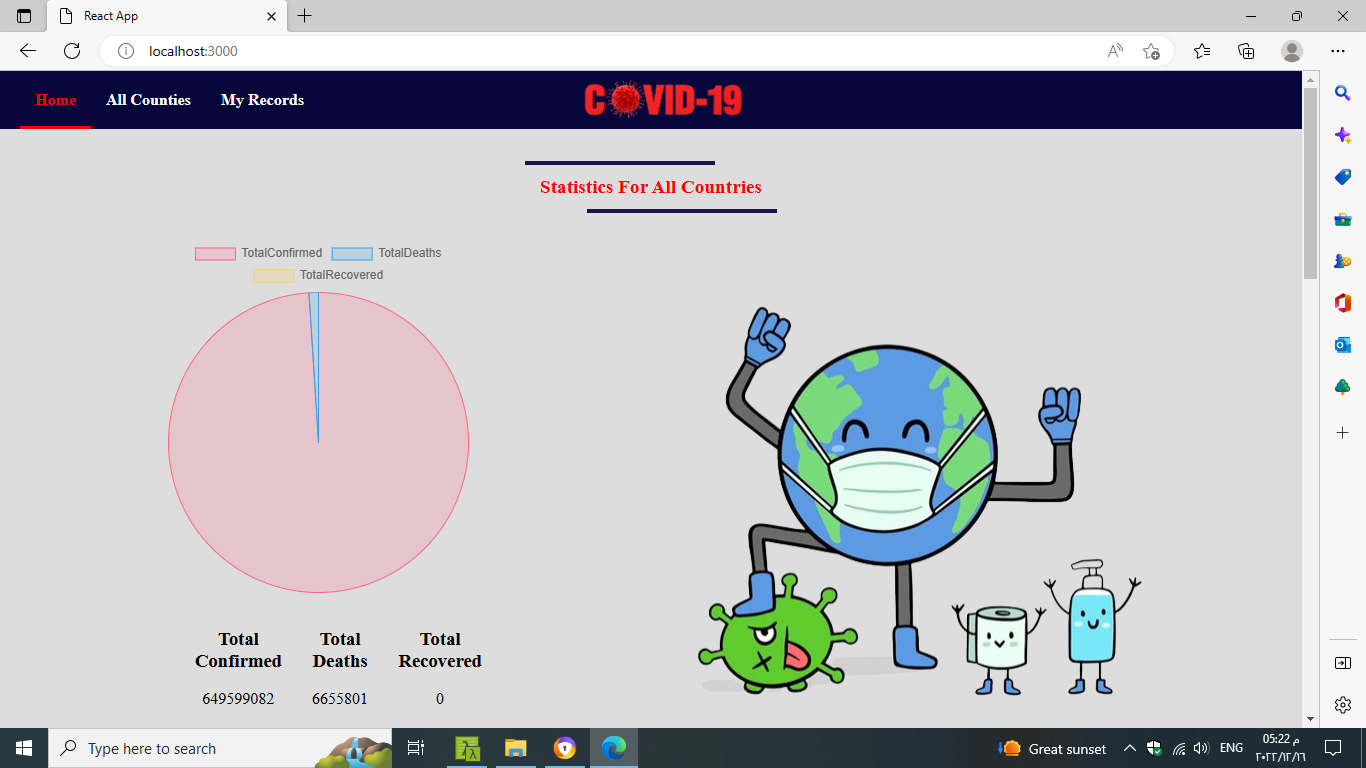 React App
localhost:3000
Home All Counties My Records COVID-19
Statistics For All Countries
TotalConfirmed TotalDeaths
TotalRecovered
Total Total Total
Confirmed Deaths Recovered
649599082 6655801 0
Type here to search
Great sunset
ENG
05:22 م
٢٠٢٢/١٢/١٦